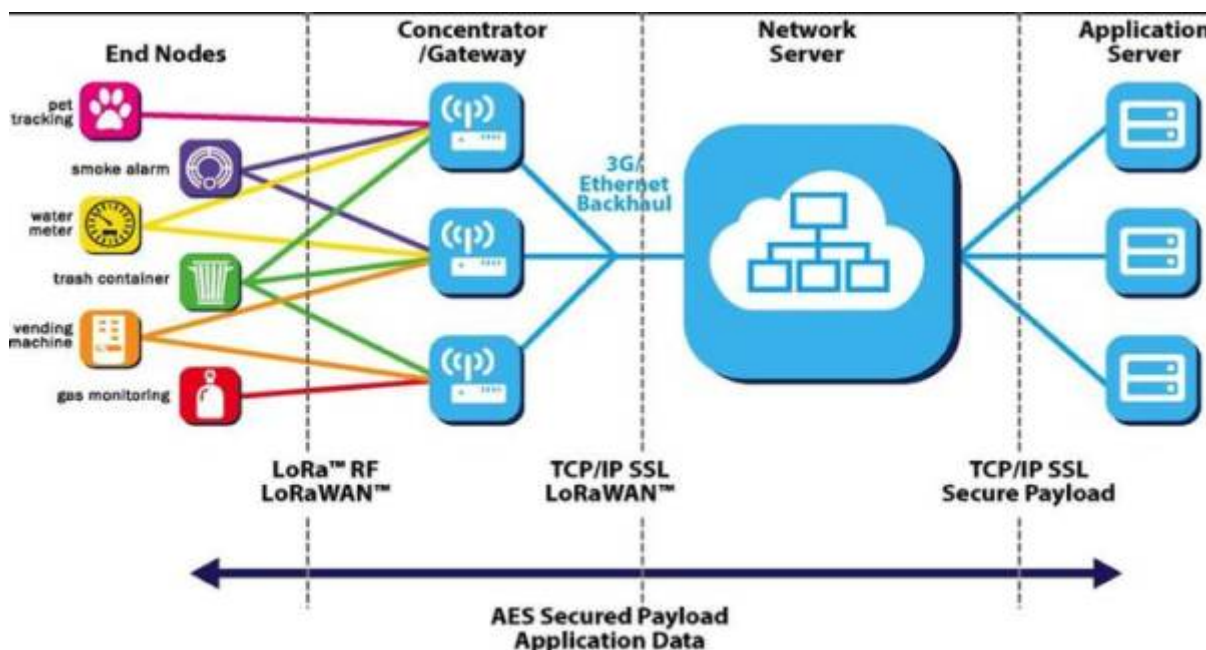 End Nodes
Concentrator
/Gateway
Network
Server
Application
Server
pet
tracking
smoke alarm
water
meter
trash container
vending
machine
gas monitoring
3G/
Ethernet
Backhaul
LoRa™ RF
LoRaWAN™
TCP/IP SSL
LoRaWAN™
TCP/IP SSL
Secure Payload
AES Secured Payload
Application Data